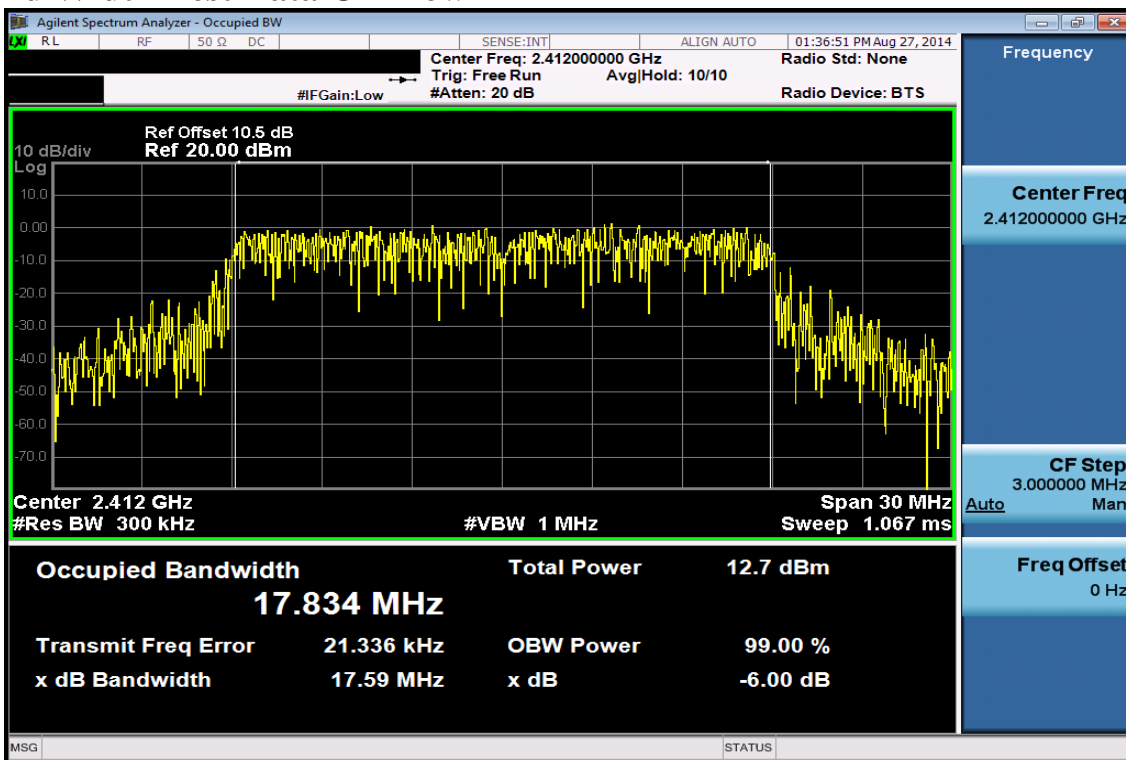 Agilent Spectrum Analyzer - Occupied BW
LXI RL RF 50 Ω DC SENSE:INT ALIGN AUTO 01:36:51 PM Aug 27, 2014
Center Freq: 2.412000000 GHz Radio Std: None
Trig: Free Run Avg|Hold: 10/10
#IFGain:Low #Atten: 20 dB Radio Device: BTS
Ref Offset 10.5 dB
10 dB/div Ref 20.00 dBm
Log
10.0
0.00
-10.0
-20.0
-30.0
-40.0
-50.0
-60.0
-70.0
Center 2.412 GHz Span 30 MHz
#Res BW 300 kHz #VBW 1 MHz Sweep 1.067 ms
Occupied Bandwidth Total Power 12.7 dBm
17.834 MHz
Transmit Freq Error 21.336 kHz OBW Power 99.00 %
x dB Bandwidth 17.59 MHz x dB -6.00 dB
MSG STATUS
Frequency
Center Freq
2.412000000 GHz
CF Step
3.000000 MHz
Auto Man
Freq Offset
0 Hz